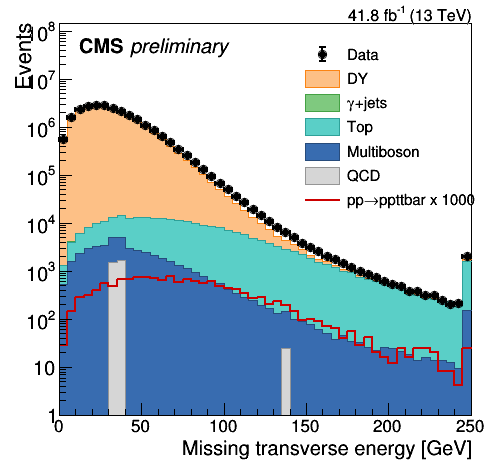 41.8 fb⁻¹ (13 TeV)
Events
CMS preliminary
Data
DY
γ+jets
Top
Multiboson
QCD
pp→ppttbar x 1000
10⁸
10⁷
10⁶
10⁵
10⁴
10³
10²
10
1
0 50 100 150 200 250
Missing transverse energy [GeV]